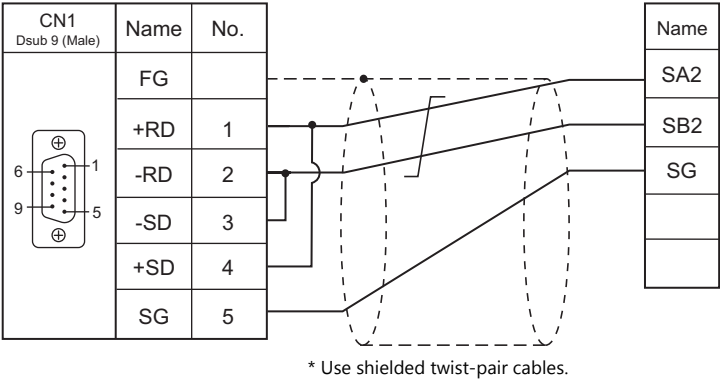 CN1
Dsub 9 (Male)
Name
No.
Name
FG
SA2
+RD
1
SB2
-RD
2
SG
-SD
3
+SD
4
SG
5
6
1
9
5
* Use shielded twist-pair cables.